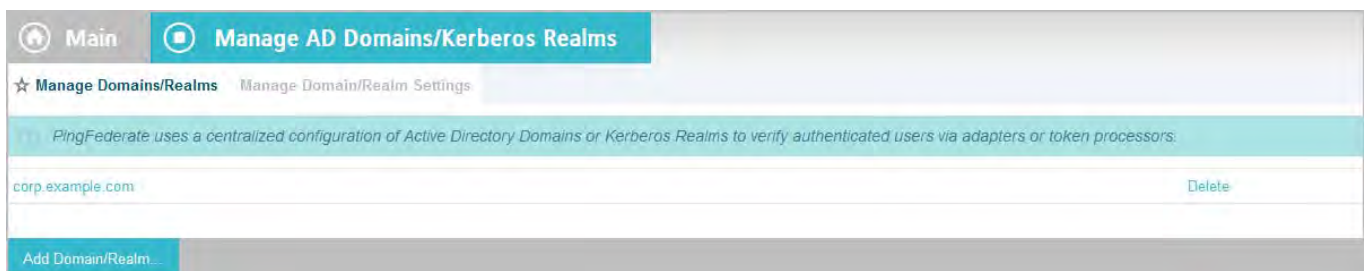 Main
Manage AD Domains/Kerberos Realms
Manage Domains/Realms Manage Domain/Realm Settings
PingFederate uses a centralized configuration of Active Directory Domains or Kerberos Realms to verify authenticated users via adapters or token processors.
corp.example.com Delete
Add Domain/Realm...